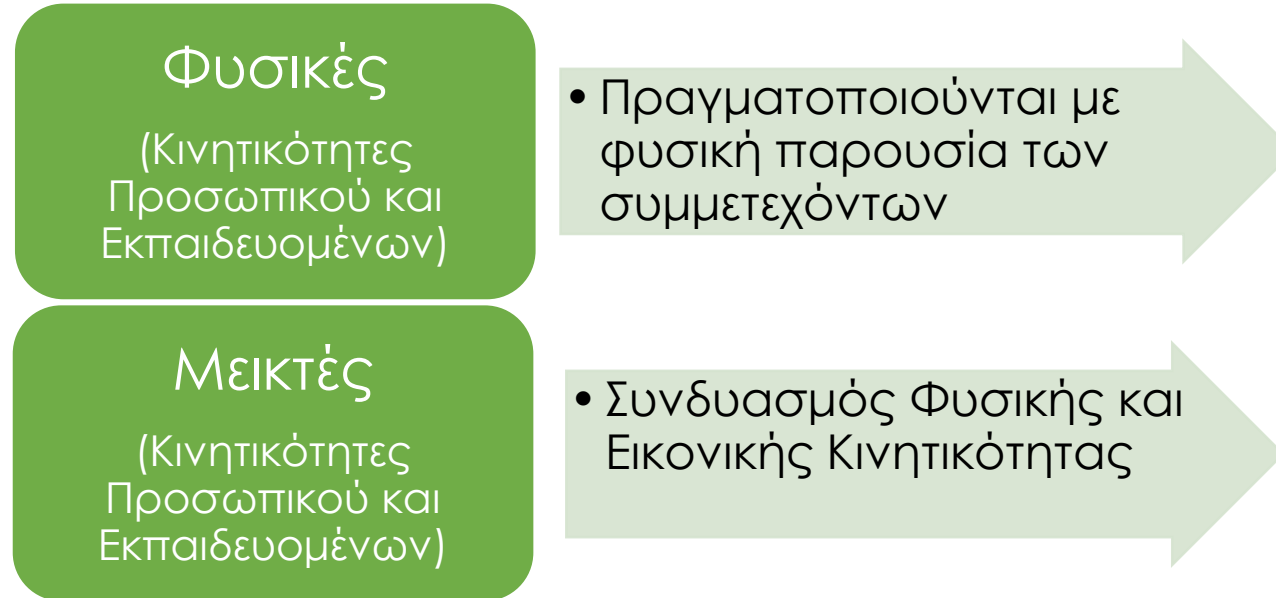 Φυσικές
(Κινητικότητες
Προσωπικού και
Εκπαιδευομένων)
• Πραγματοποιούνται με
φυσική παρουσία των
συμμετεχόντων
Μεικτές
(Κινητικότητες
Προσωπικού και
Εκπαιδευομένων)
• Συνδυασμός Φυσικής και
Εικονικής Κινητικότητας